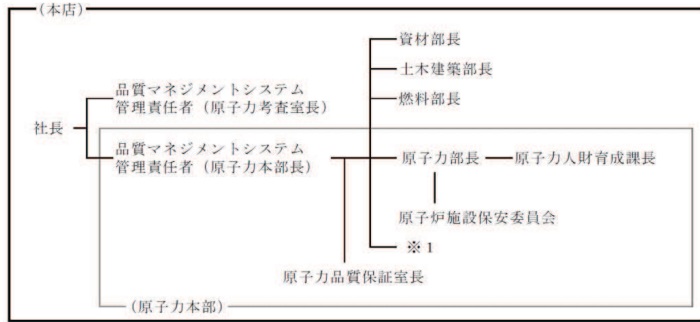 (本店)
資材部長
土木建築部長
燃料部長
品質マネジメントシステム
管理責任者（原子力考査室長）
社長
品質マネジメントシステム
管理責任者（原子力本部長）
原子力部長
原子力人財育成課長
原子炉施設保安委員会
※1
原子力品質保証室長
(原子力本部)